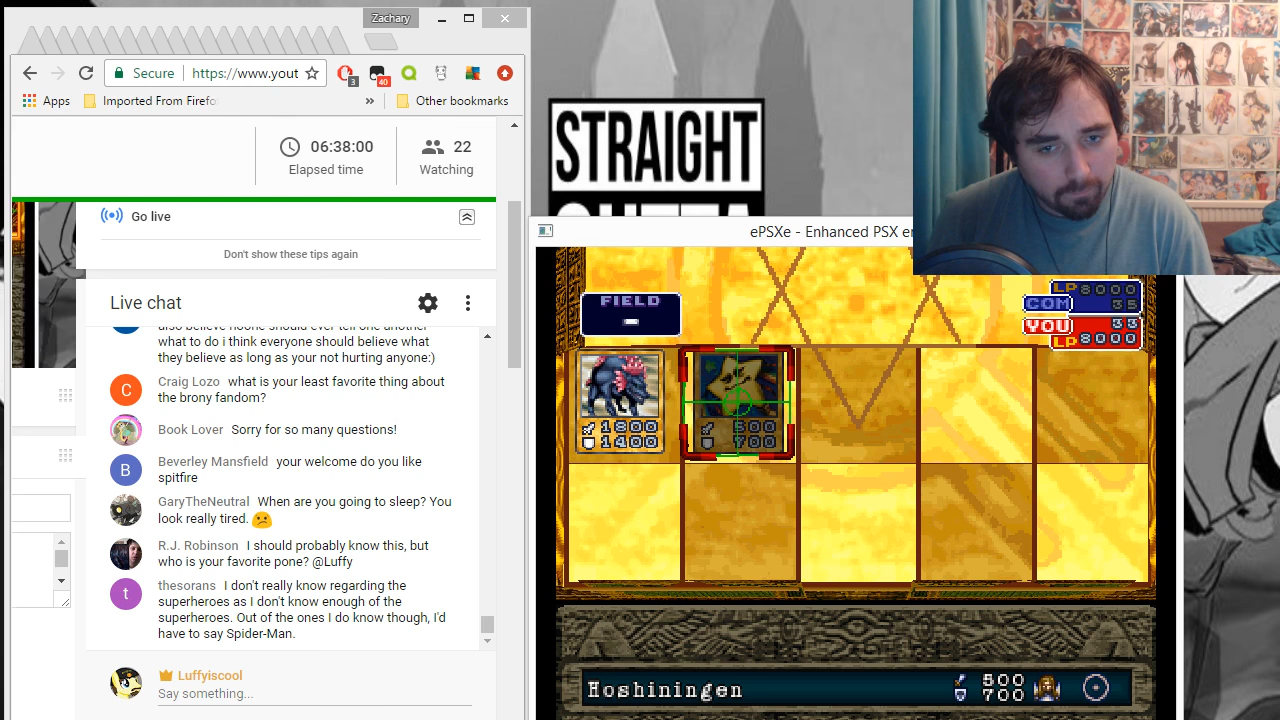 Zachary
Secure https://www.yout
3
40
Apps Imported From Firefo » Other bookmarks
06:38:00
Elapsed time
22
Watching
Go live
Don't show these tips again
Live chat
what to do i think everyone should believe what
they believe as long as your not hurting anyone:)
C
Craig Lozo what is your least favorite thing about
the brony fandom?
Book Lover Sorry for so many questions!
B
Beverley Mansfield your welcome do you like
spitfire
GaryTheNeutral When are you going to sleep? You
look really tired.
R.J. Robinson I should probably know this, but
who is your favorite pone? @Luffy
t
thesorans I don't really know regarding the
superheroes as I don't know enough of the
superheroes. Out of the ones I do know though, I'd
have to say Spider-Man.
Luffyiscool
Say something...
STRAIGHT
ePSXe - Enhanced PSX e
FIELD
LP 8000
COM 35
YOU 33
LP 8000
1800
1400
500
700
Hoshiningen
500
700